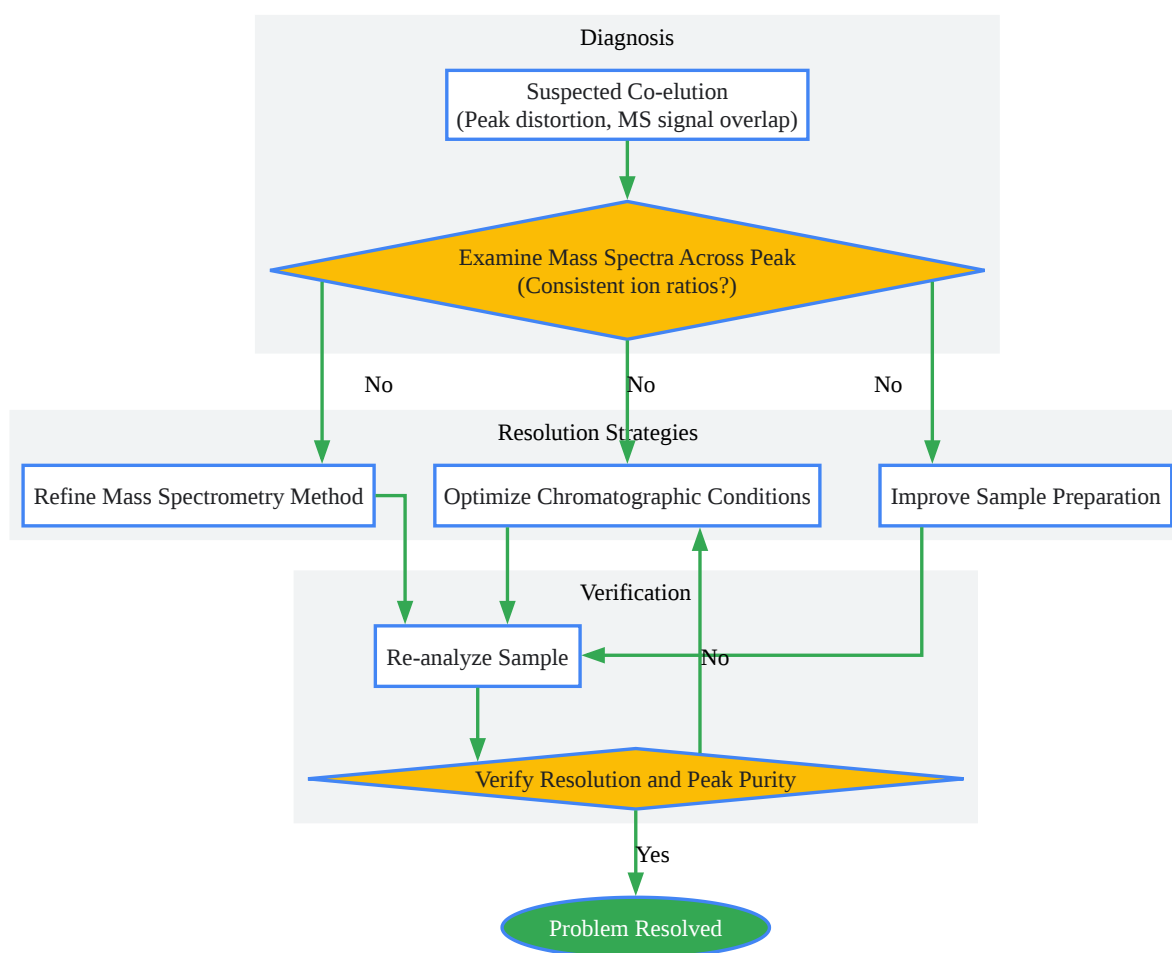 Diagnosis
Suspected Co-elution
(Peak distortion, MS signal overlap)
Examine Mass Spectra Across Peak
(Consistent ion ratios?)
No
No
No
Resolution Strategies
Refine Mass Spectrometry Method
Optimize Chromatographic Conditions
Improve Sample Preparation
Verification
Re-analyze Sample
No
Verify Resolution and Peak Purity
Yes
Problem Resolved